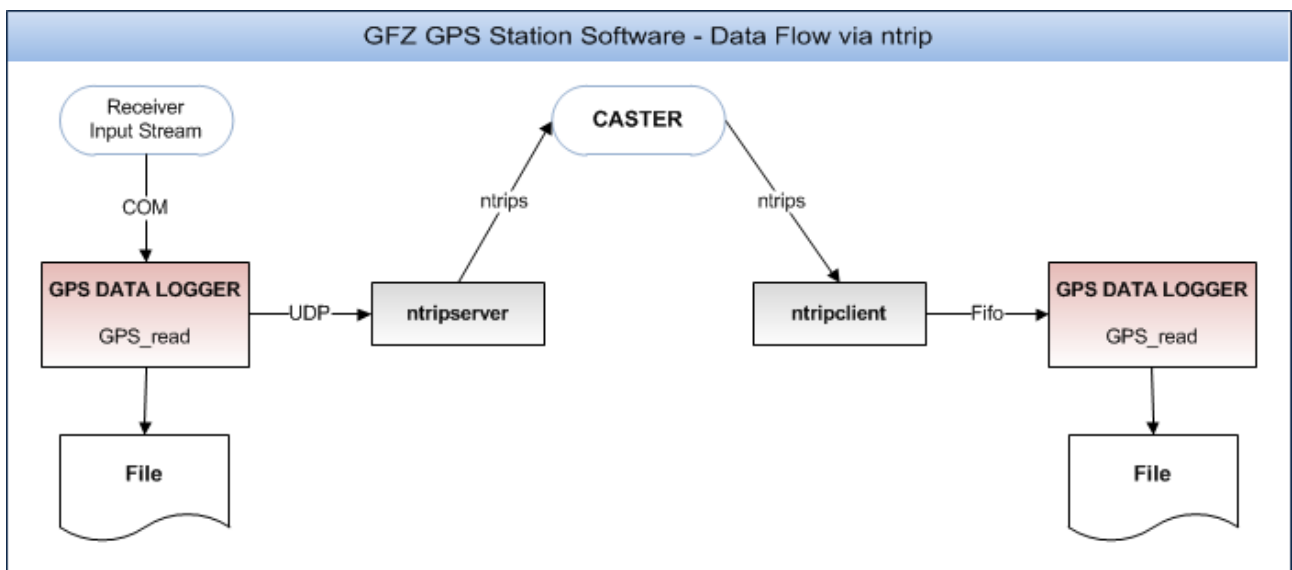 GFZ GPS Station Software - Data Flow via ntrip
Receiver
Input Stream
CASTER
COM
ntrips
ntrips
GPS DATA LOGGER
GPS_read
UDP
ntripserver
ntripclient
Fifo
GPS DATA LOGGER
GPS_read
File
File